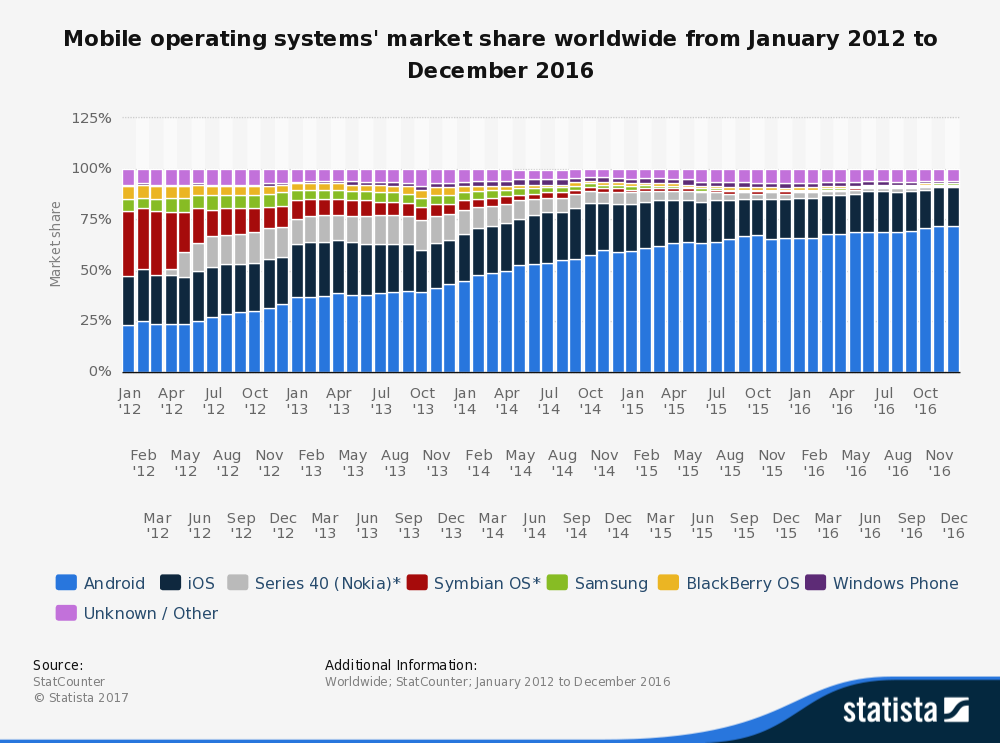 Mobile operating systems' market share worldwide from January 2012 to
December 2016
125%
100%
75%
50%
25%
0%
Market share
Jan Apr Jul Oct Jan Apr Jul Oct Jan Apr Jul Oct Jan Apr Jul Oct Jan Apr Jul Oct
'12 '12 '12 '12 '13 '13 '13 '13 '14 '14 '14 '14 '15 '15 '15 '15 '16 '16 '16 '16
Feb May Aug Nov Feb May Aug Nov Feb May Aug Nov Feb May Aug Nov Feb May Aug Nov
'12 '12 '12 '12 '13 '13 '13 '13 '14 '14 '14 '14 '15 '15 '15 '15 '16 '16 '16 '16
Mar Jun Sep Dec Mar Jun Sep Dec Mar Jun Sep Dec Mar Jun Sep Dec Mar Jun Sep Dec
'12 '12 '12 '12 '13 '13 '13 '13 '14 '14 '14 '14 '15 '15 '15 '15 '16 '16 '16 '16
Android iOS Series 40 (Nokia)* Symbian OS* Samsung BlackBerry OS Windows Phone
Unknown / Other
Source:
StatCounter
© Statista 2017
Additional Information:
Worldwide; StatCounter; January 2012 to December 2016
statista